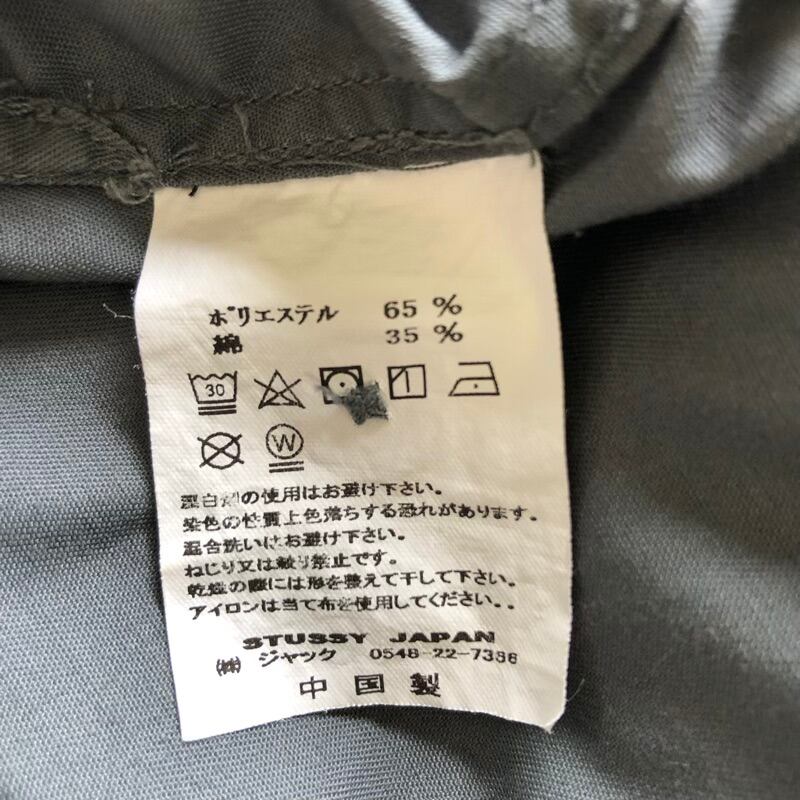 ポリエステル 65 %
綿 35 %
30
W
漂白剤の使用はお避け下さい。
染色の性質上色落ちする恐れがあります。
混合洗いはお避け下さい。
ねじり又は絞り禁止です。
乾燥の際には形を整えて干して下さい。
アイロンは当て布を使用してください。.
STUSSY JAPAN
㈱ ジャック 0548-22-7336
中国製